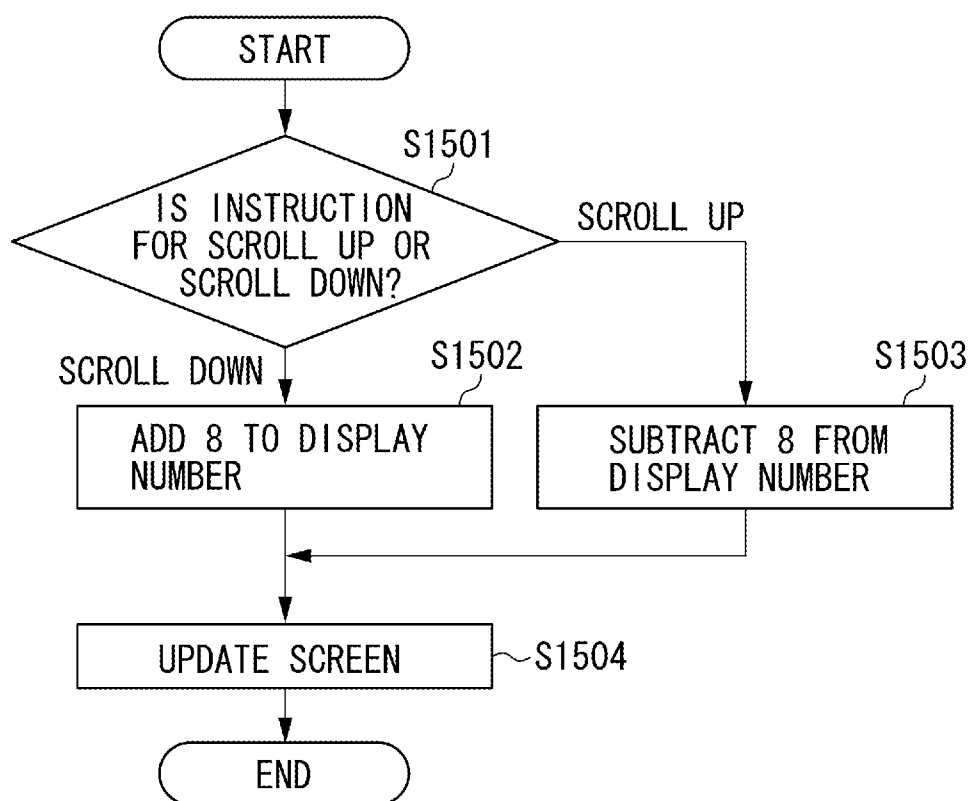 START
S1501
IS INSTRUCTION
FOR SCROLL UP OR
SCROLL DOWN?
SCROLL UP
SCROLL DOWN
S1502
S1503
ADD 8 TO DISPLAY
NUMBER
SUBTRACT 8 FROM
DISPLAY NUMBER
UPDATE SCREEN
S1504
END